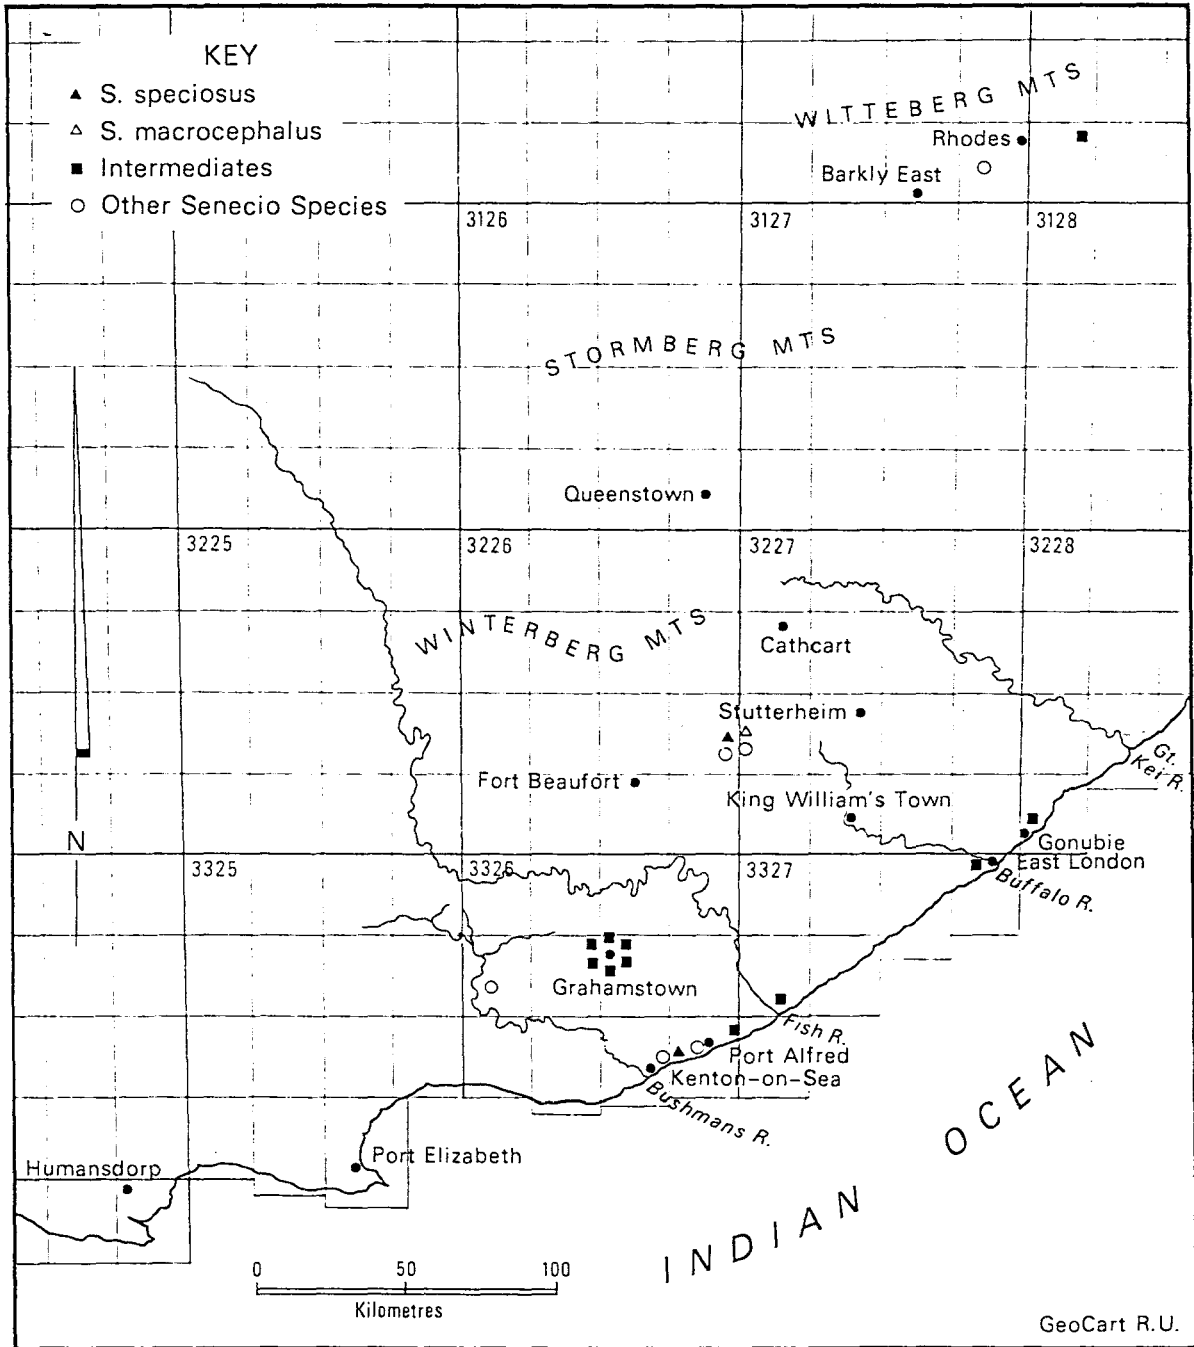 KEY
S. speciosus
S. macrocephalus
Intermediates
Other Senecio Species
WITTEBERG MTS
Rhodes
Barkly East
3126
3127
3128
STORMBERG MTS
Queenstown
3225
3226
3227
3228
WINTERBERG MTS
Cathcart
Stutterheim
Gt.
Kei R.
Fort Beaufort
King William's Town
N
Gonubie
3325
3326
3327
East London
Buffalo R.
Grahamstown
Fish R.
Port Alfred
Kenton-on-Sea
Bushmans R.
Port Elizabeth
Humansdorp
INDIAN OCEAN
0 50 100
Kilometres
GeoCart R.U.